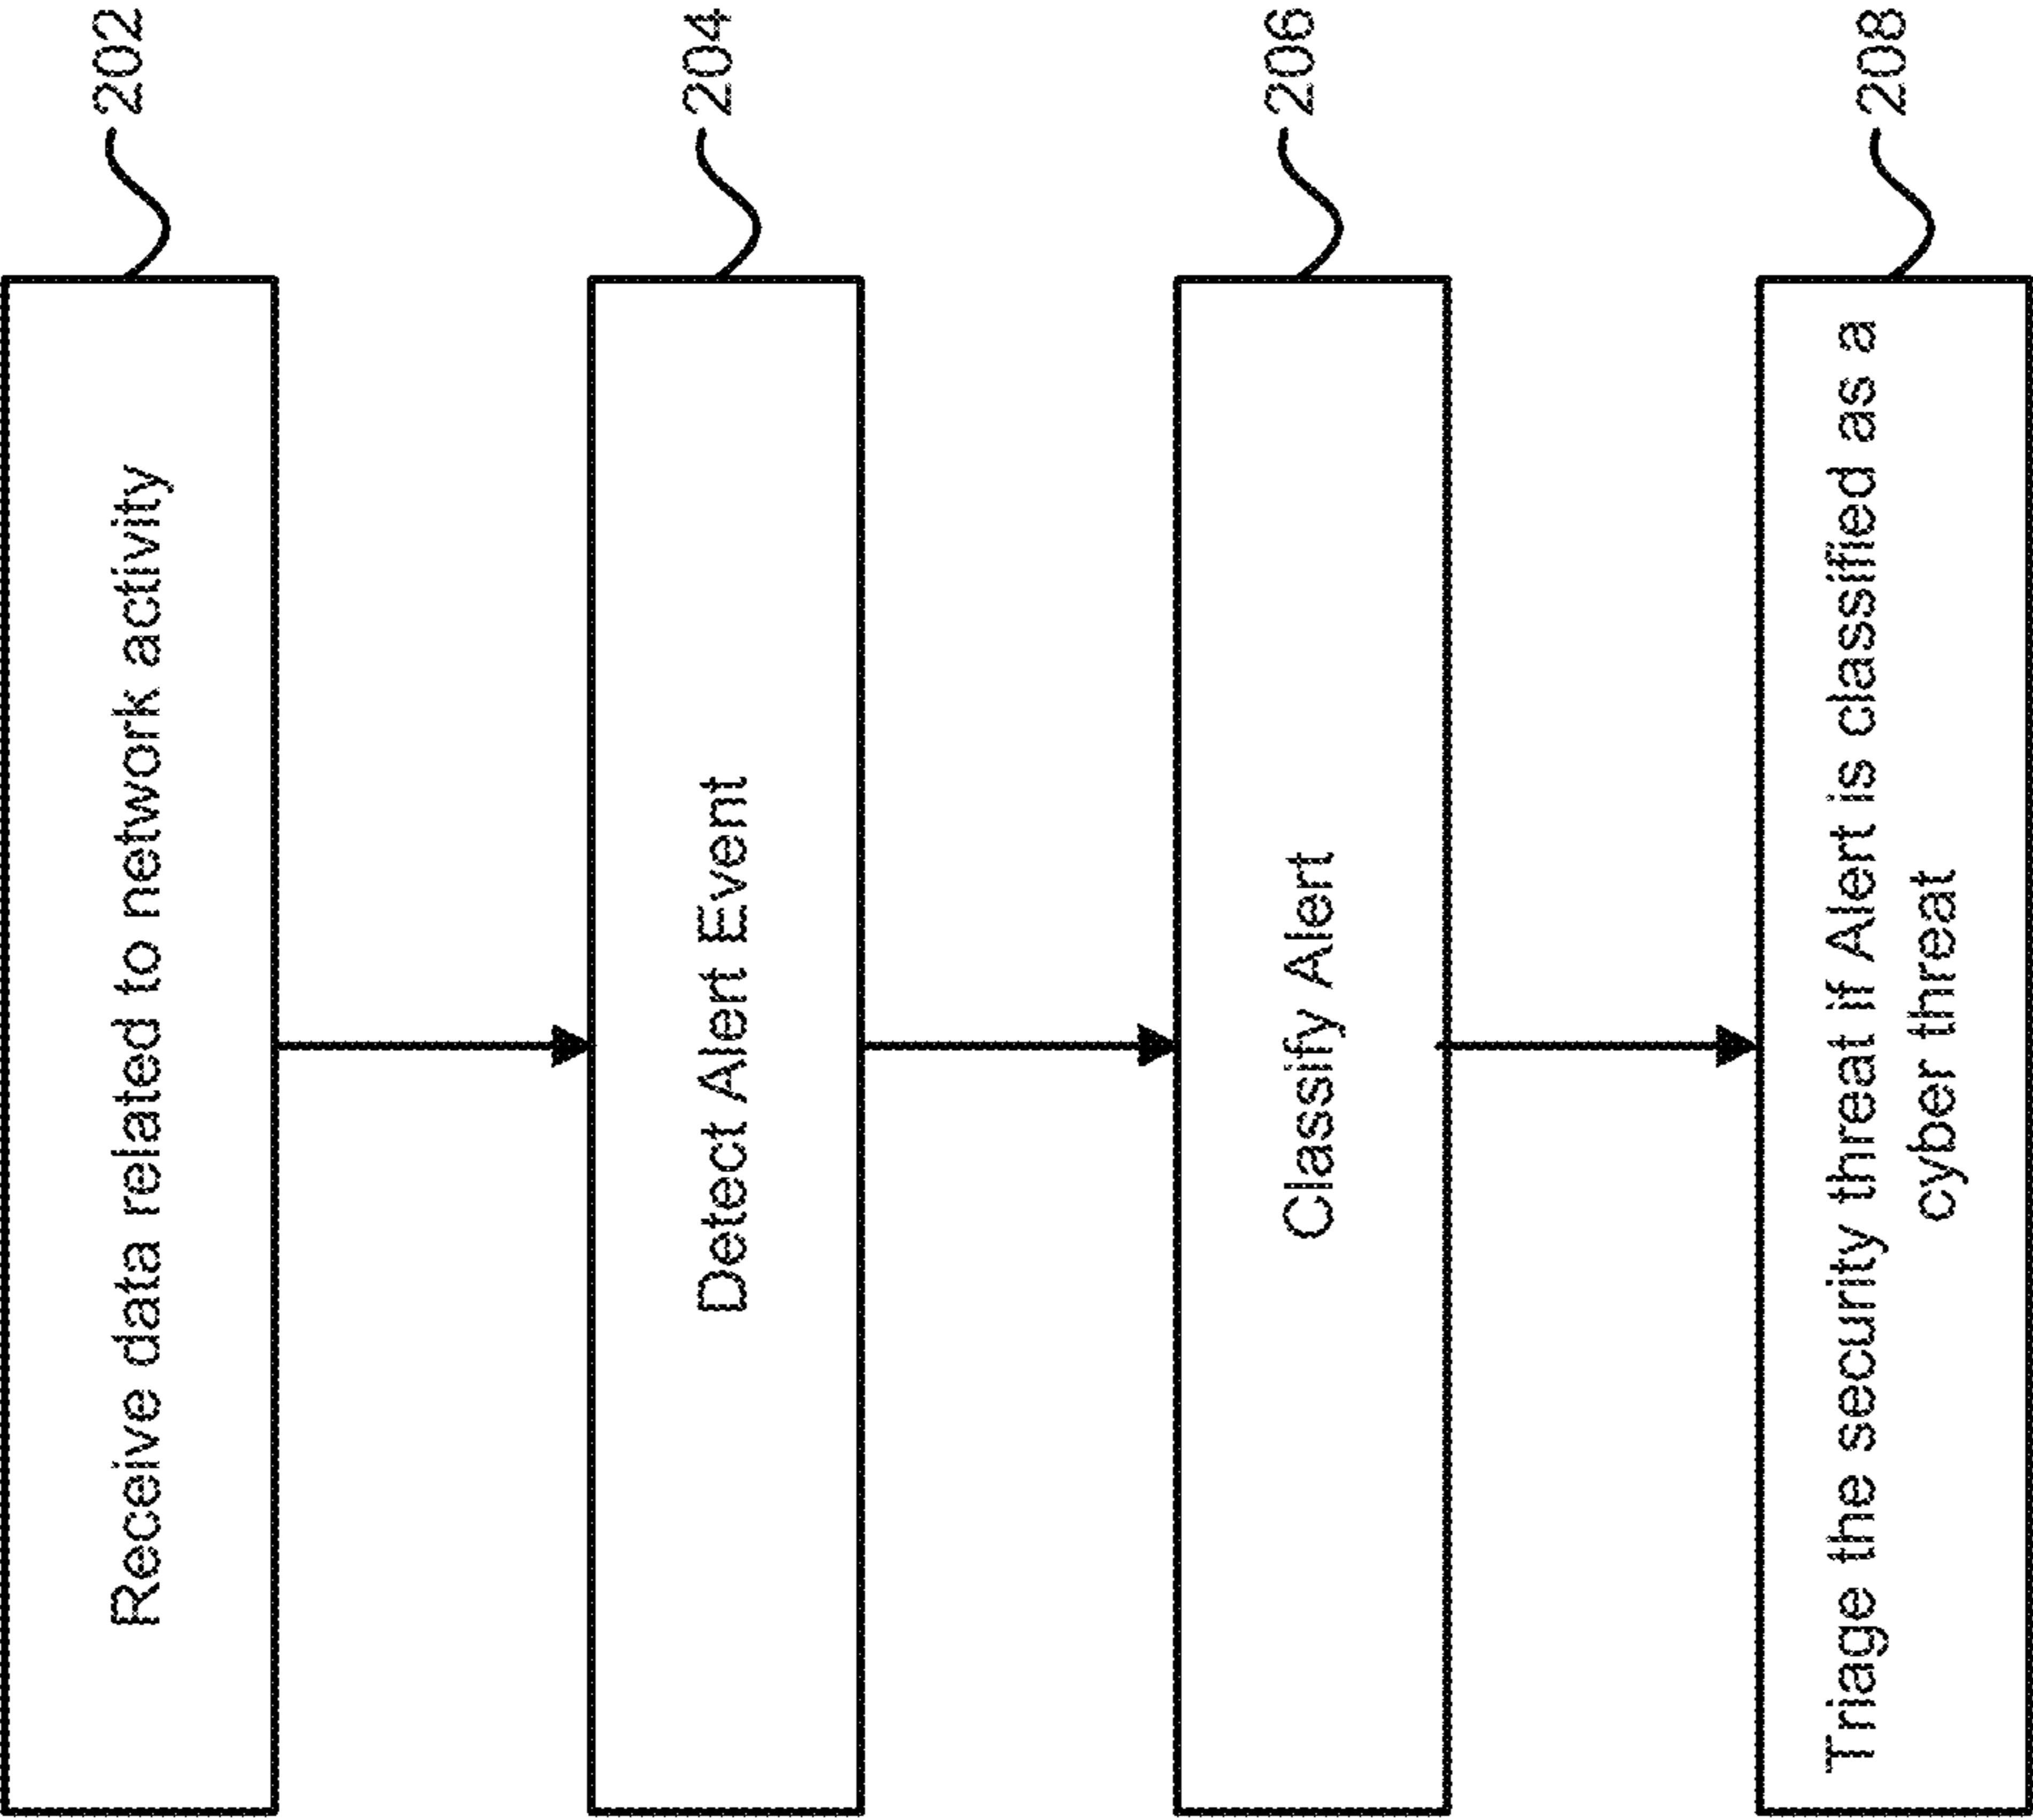 Receive data related to network activity
202
Detect Alert Event
204
Classify Alert
206
Triage the security threat if Alert is classified as a
cyber threat
208